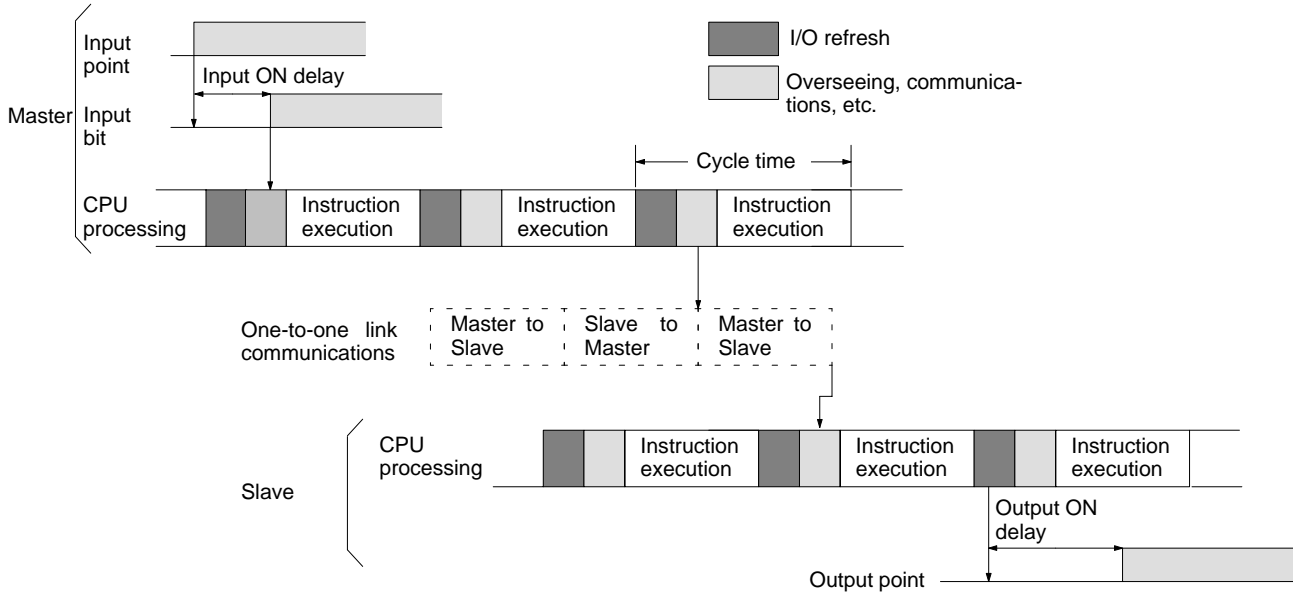 Master
Input
point
Input ON delay
Input
bit
I/O refresh
Overseeing, communica-
tions, etc.
Cycle time
CPU
processing
Instruction
execution
Instruction
execution
Instruction
execution
One-to-one link
communications
Master to
Slave
Slave to
Master
Master to
Slave
Slave
CPU
processing
Instruction
execution
Instruction
execution
Instruction
execution
Output ON
delay
Output point